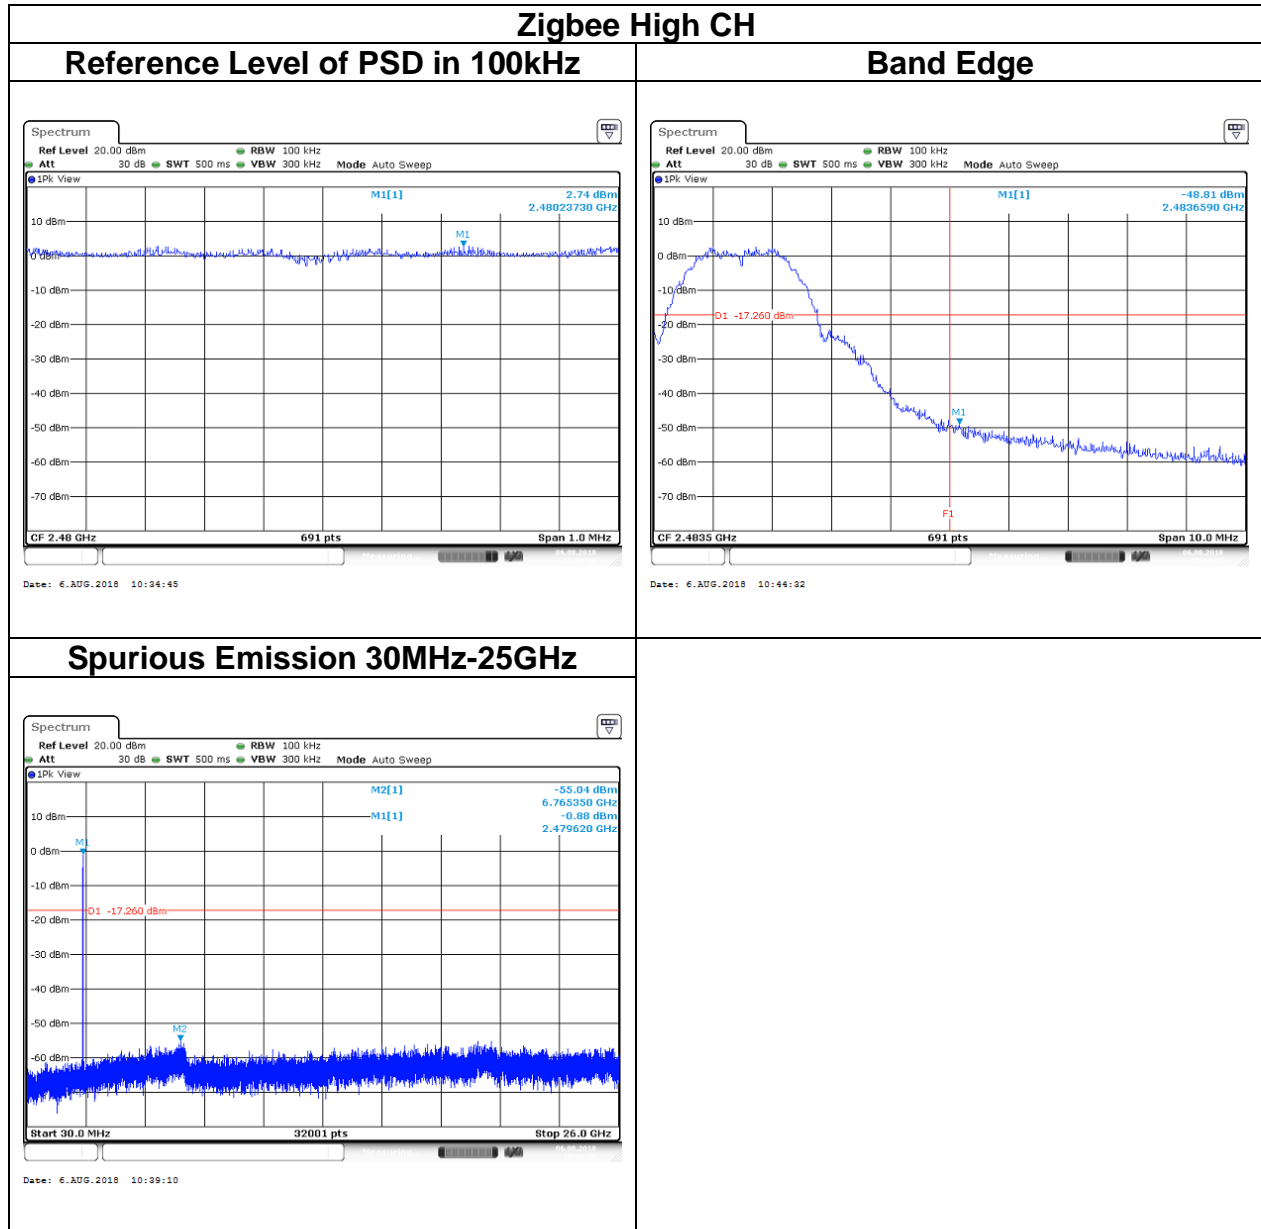 Zigbee High CH
Reference Level of PSD in 100kHz
Spectrum
Ref Level 20.00 dBm RBW 100 kHz
Att 30 dB SWT 500 ms VBW 300 kHz Mode Auto Sweep
1Pk View
M1[1] 2.74 dBm
2.48023730 GHz
10 dBm
M1
0 dBm
-10 dBm
-20 dBm
-30 dBm
-40 dBm
-50 dBm
-60 dBm
-70 dBm
CF 2.48 GHz 691 pts Span 1.0 MHz
Date: 6.AUG.2018 10:34:45
Band Edge
Spectrum
Ref Level 20.00 dBm RBW 100 kHz
Att 30 dB SWT 500 ms VBW 300 kHz Mode Auto Sweep
1Pk View
M1[1] -48.81 dBm
2.4836590 GHz
10 dBm
0 dBm
-10 dBm
D1 -17.260 dBm
-20 dBm
-30 dBm
-40 dBm
M1
-50 dBm
-60 dBm
-70 dBm
F1
CF 2.4835 GHz 691 pts Span 10.0 MHz
Date: 6.AUG.2018 10:44:32
Spurious Emission 30MHz-25GHz
Spectrum
Ref Level 20.00 dBm RBW 100 kHz
Att 30 dB SWT 500 ms VBW 300 kHz Mode Auto Sweep
1Pk View
M2[1] -55.04 dBm
6.765350 GHz
10 dBm M1[1] -0.88 dBm
2.479620 GHz
M1
0 dBm
-10 dBm
D1 -17.260 dBm
-20 dBm
-30 dBm
-40 dBm
-50 dBm
M2
-60 dBm
Start 30.0 MHz 32001 pts Stop 26.0 GHz
Date: 6.AUG.2018 10:39:10